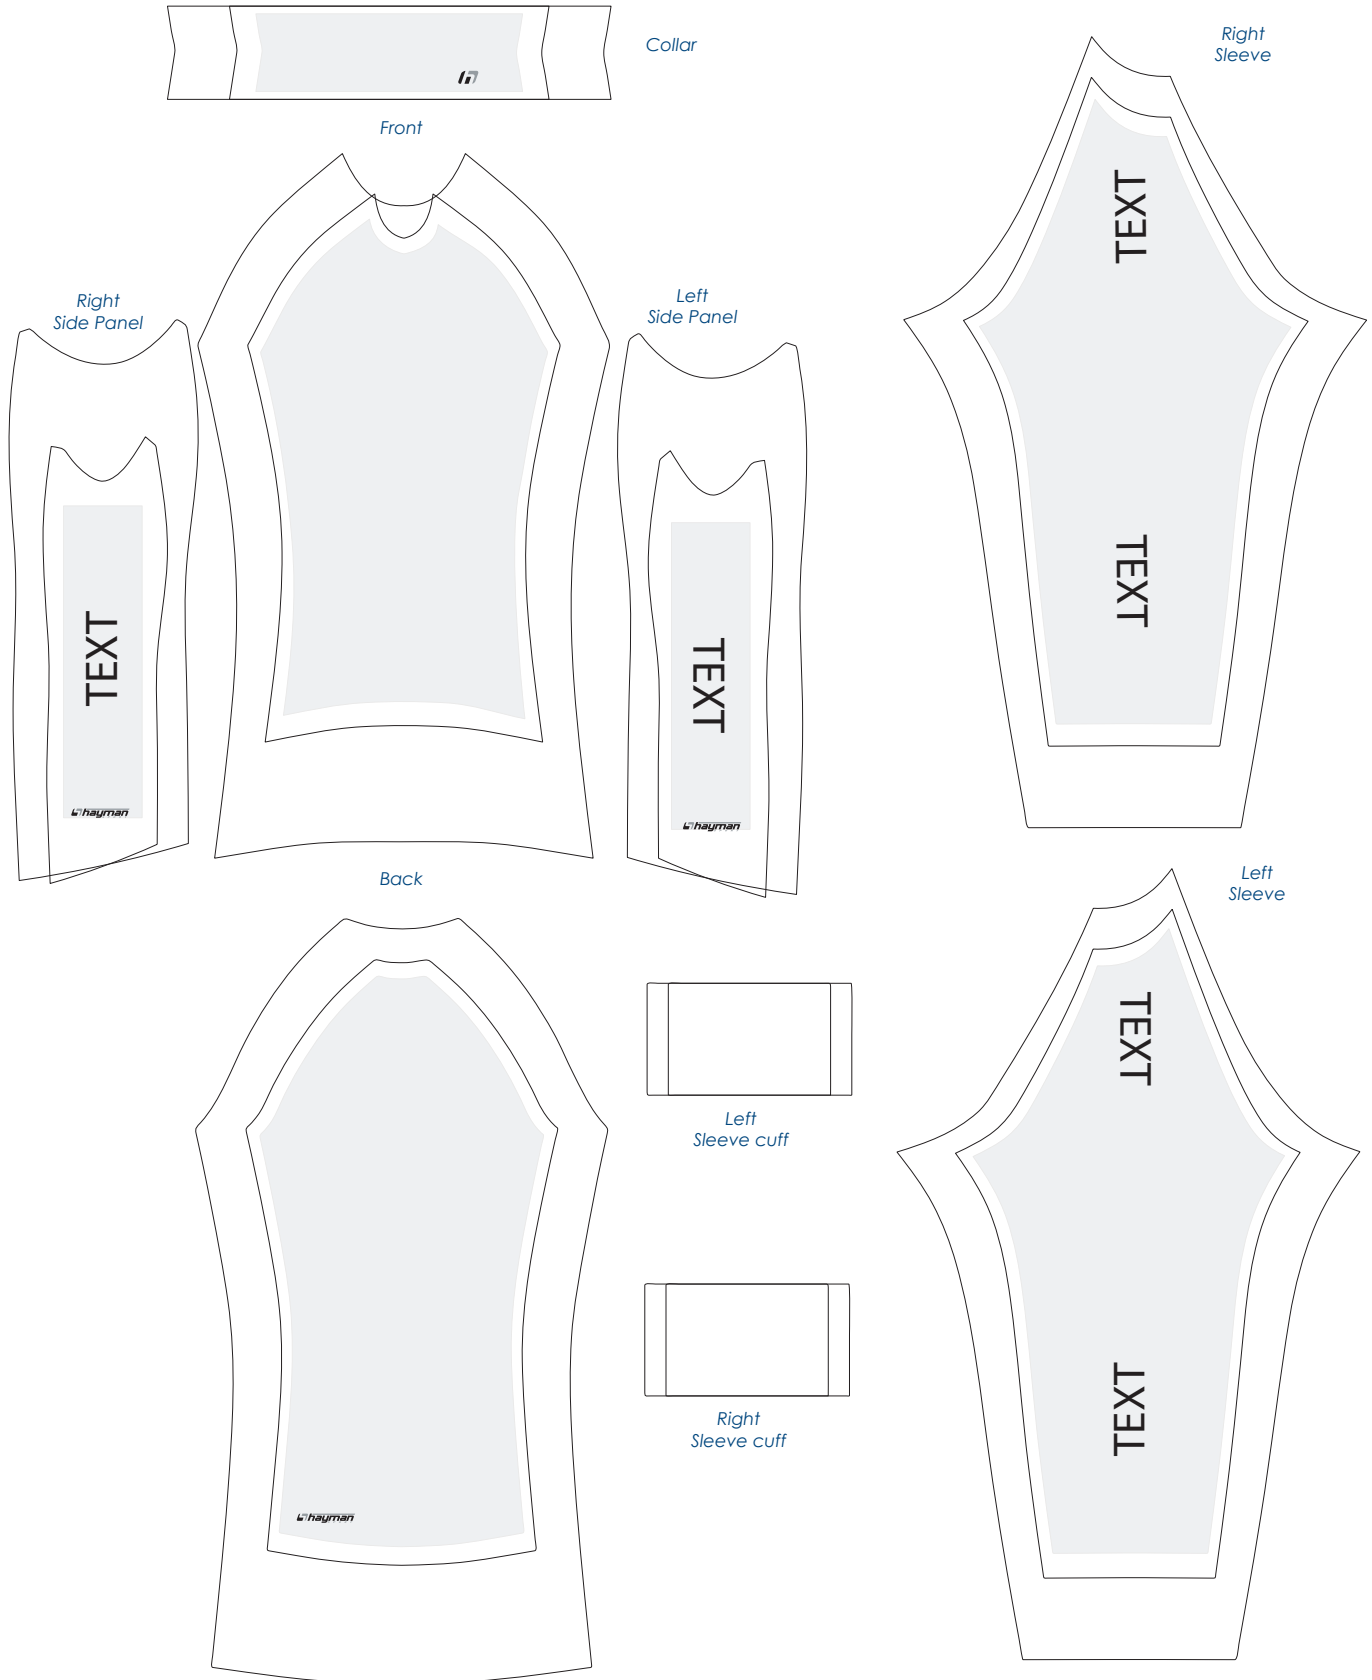 Collar
Right
Sleeve
Front
TEXT
Right
Side Panel
Left
Side Panel
TEXT
TEXT
TEXT
hayman
hayman
Back
Left
Sleeve
TEXT
Left
Sleeve cuff
TEXT
Right
Sleeve cuff
hayman